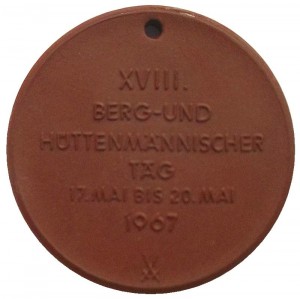 XVIII.
BERG-UND
HÜTTENMÄNNISCHER
TAG
17. MAI BIS 20. MAI
1967